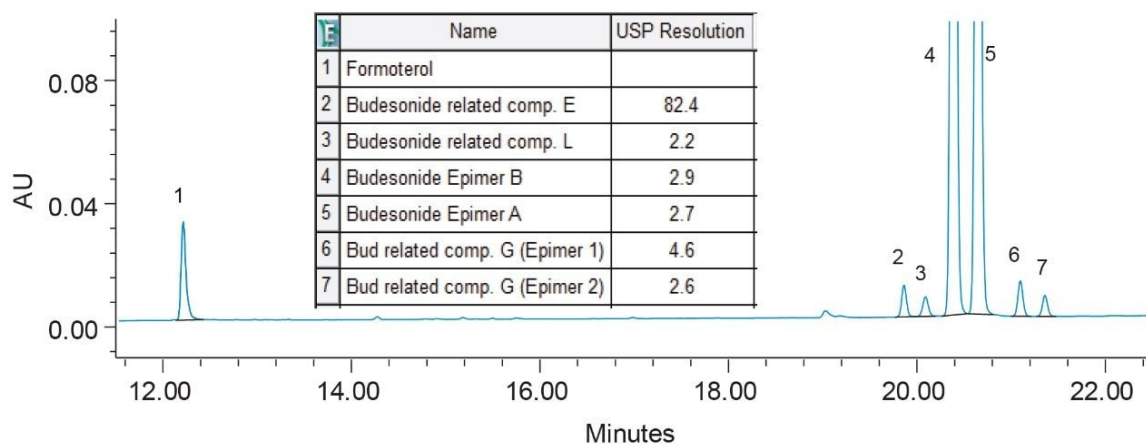 E Name USP Resolution
1 Formoterol
2 Budesonide related comp. E 82.4
3 Budesonide related comp. L 2.2
4 Budesonide Epimer B 2.9
5 Budesonide Epimer A 2.7
6 Bud related comp. G (Epimer 1) 4.6
7 Bud related comp. G (Epimer 2) 2.6
0.08
0.04
0.00
AU
1
2
3
4
5
6
7
12.00 14.00 16.00 18.00 20.00 22.00
Minutes